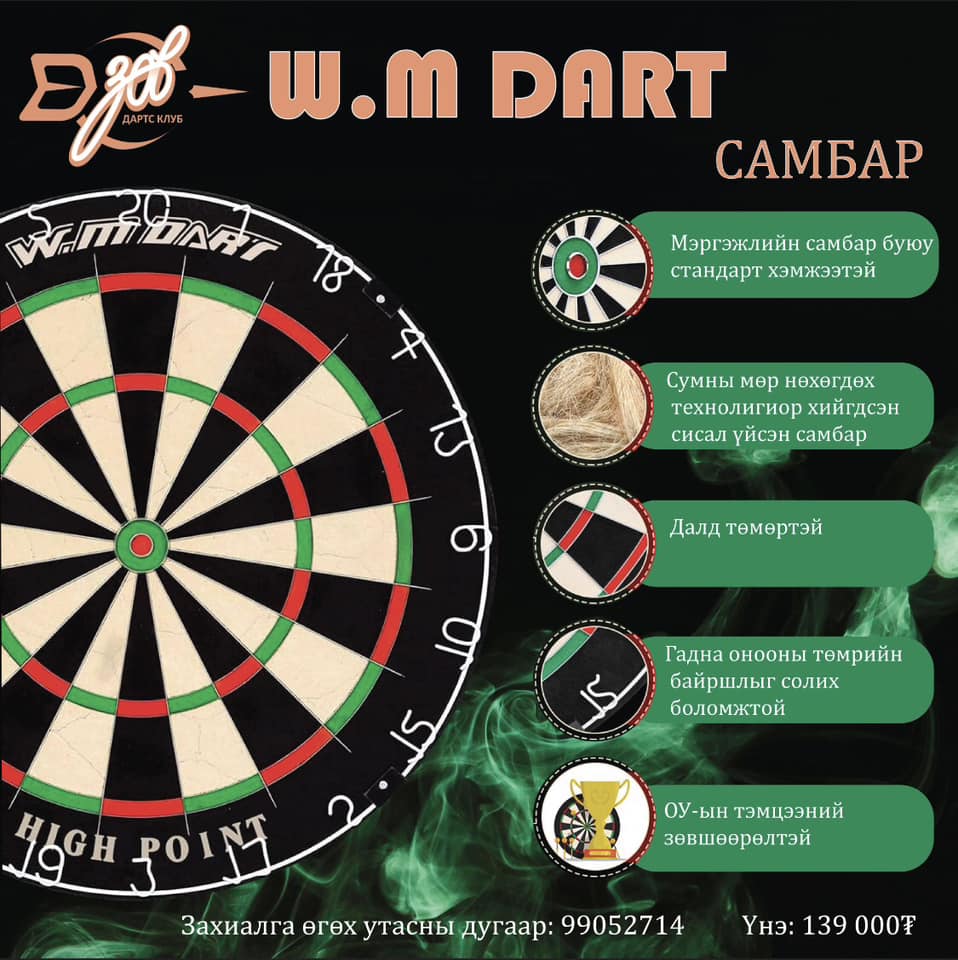 Dзөв
ДАРТС КЛУБ
W.M DART
САМБАР
5 20 1 18 4 13 6 10 15 2 17 3 19
W.M DART
HIGH POINT
Мэргэжлийн самбар буюу
стандарт хэмжээтэй
Сумны мөр нөхөгдөх
технолигиор хийгдсэн
сисал үйсэн самбар
Далд төмөртэй
Гадна онооны төмрийн
байршлыг солих
боломжтой
15
ОУ-ын тэмцээний
зөвшөөрөлтэй
Захиалга өгөх утасны дугаар: 99052714
Үнэ: 139 000₮